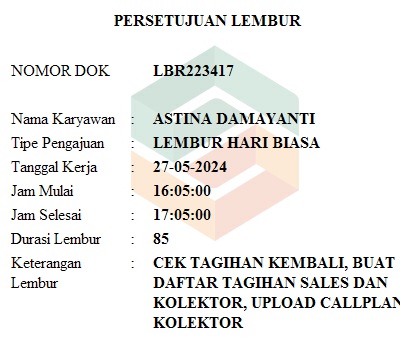 PERSETUJUAN LEMBUR
NOMOR DOK LBR223417
Nama Karyawan : ASTINA DAMAYANTI
Tipe Pengajuan : LEMBUR HARI BIASA
Tanggal Kerja : 27-05-2024
Jam Mulai : 16:05:00
Jam Selesai : 17:05:00
Durasi Lembur : 85
Keterangan : CEK TAGIHAN KEMBALI, BUAT
Lembur DAFTAR TAGIHAN SALES DAN
KOLEKTOR, UPLOAD CALLPLAN
KOLEKTOR